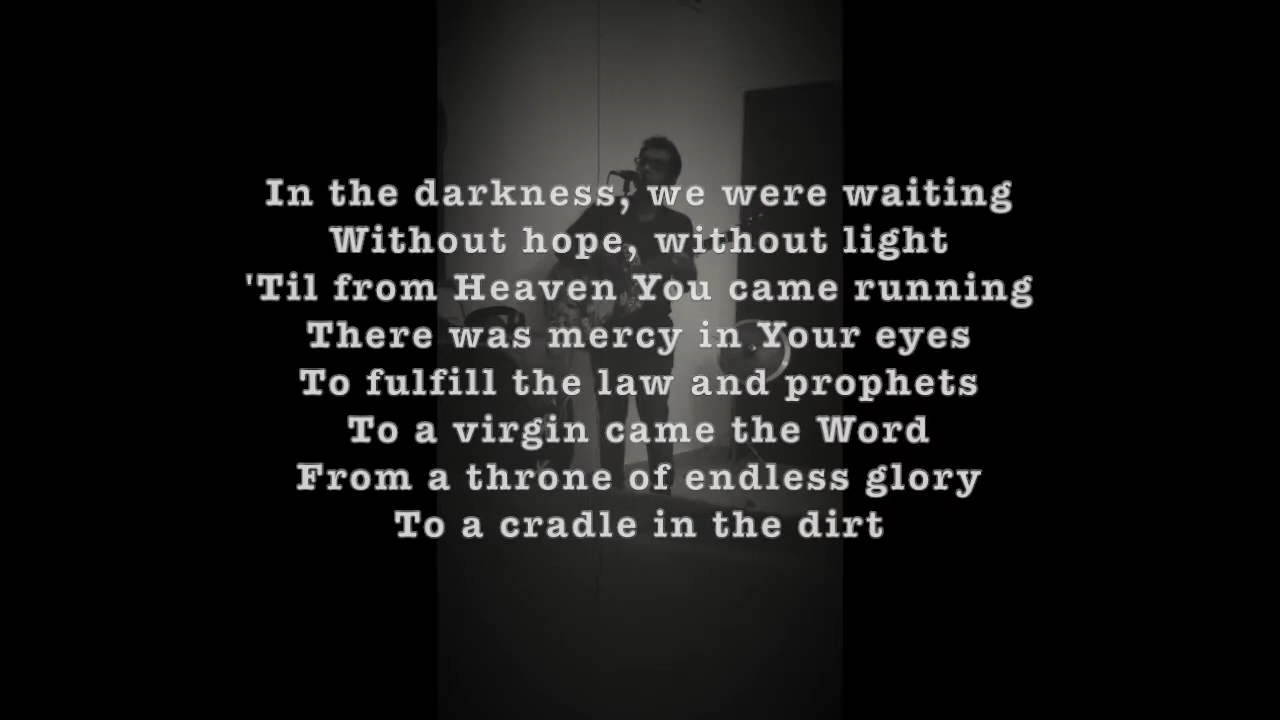 In the darkness, we were waiting
Without hope, without light
'Til from Heaven You came running
There was mercy in Your eyes
To fulfill the law and prophets
To a virgin came the Word
From a throne of endless glory
To a cradle in the dirt